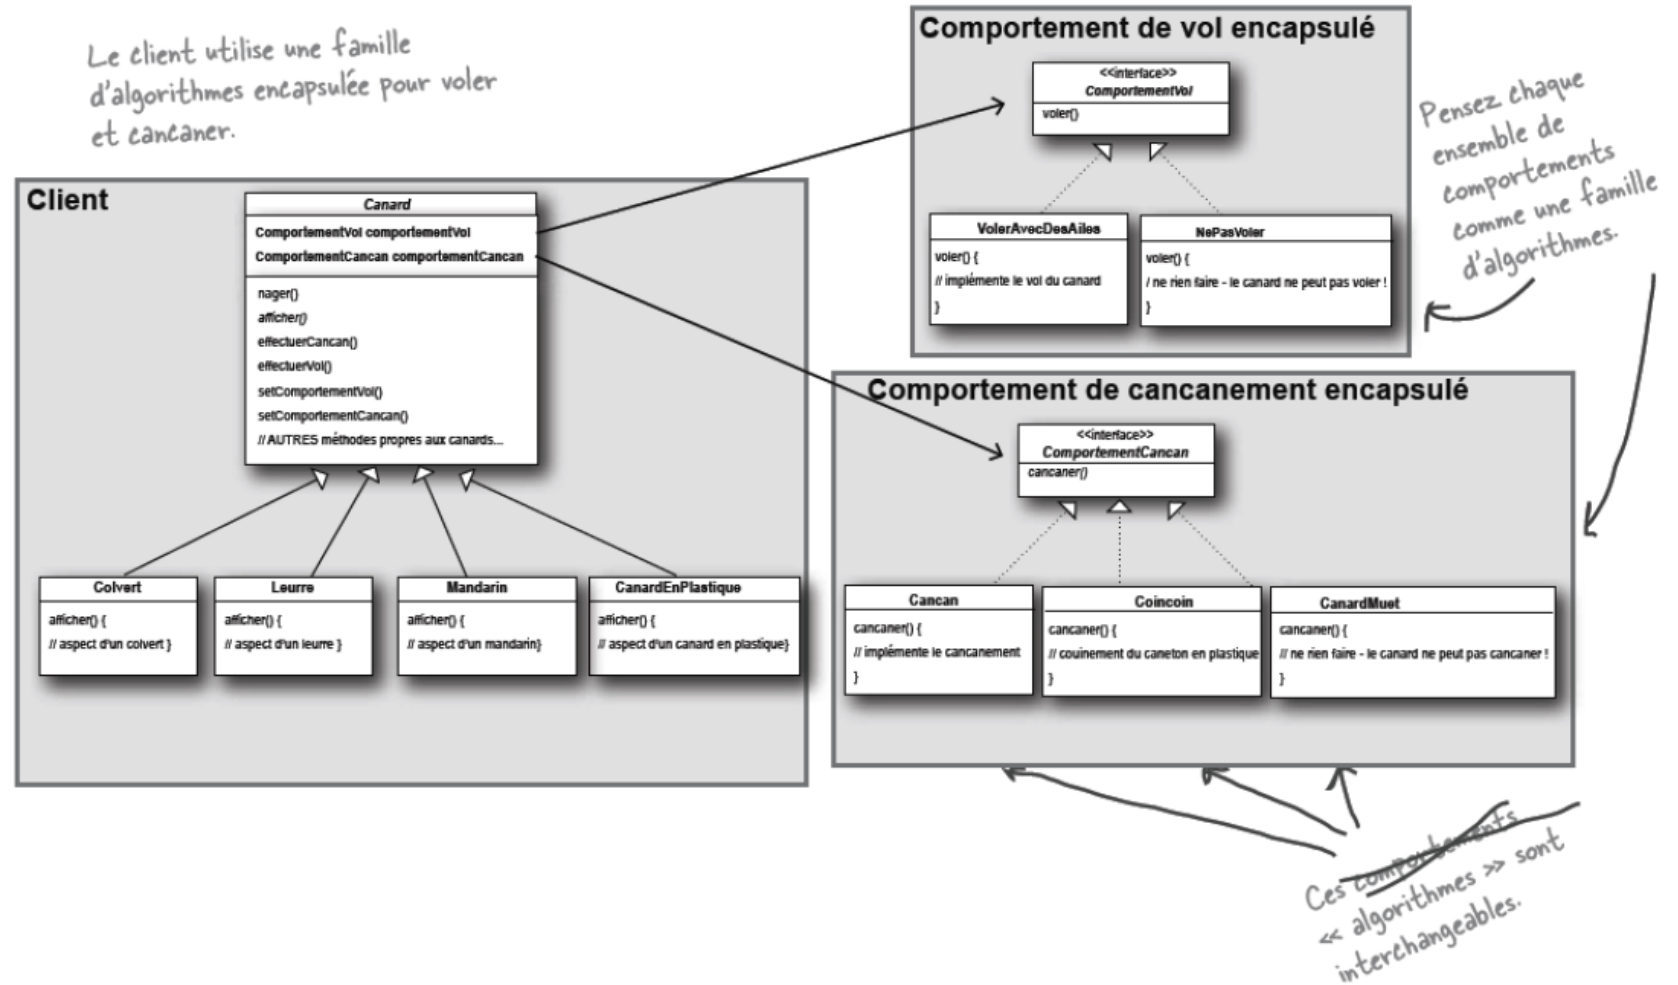 Le client utilise une famille
d'algorithmes encapsulée pour voler
et cancaner.
Client
Canard
ComportementVol comportementVol
ComportementCancan comportementCancan
nager()
afficher()
effectuerCancan()
effectuerVol()
setComportementVol()
setComportementCancan()
// AUTRES méthodes propres aux canards...
Colvert
afficher() {
// aspect d'un colvert }
Leurre
afficher() {
// aspect d'un leurre }
Mandarin
afficher() {
// aspect d'un mandarin}
CanardEnPlastique
afficher() {
// aspect d'un canard en plastique}
Comportement de vol encapsulé
<<interface>>
ComportementVol
voler()
VolerAvecDesAiles
voler() {
// implémente le vol du canard
}
NePasVoler
voler() {
/ ne rien faire - le canard ne peut pas voler !
}
Pensez chaque
ensemble de
comportements
comme une famille
d'algorithmes.
Comportement de cancanement encapsulé
<<interface>>
ComportementCancan
cancaner()
Cancan
cancaner() {
// implémente le cancanement
}
Coincoin
cancaner() {
// couinement du caneton en plastique
}
CanardMuet
cancaner() {
// ne rien faire - le canard ne peut pas cancaner !
}
Ces comportements
<< algorithmes >> sont
interchangeables.